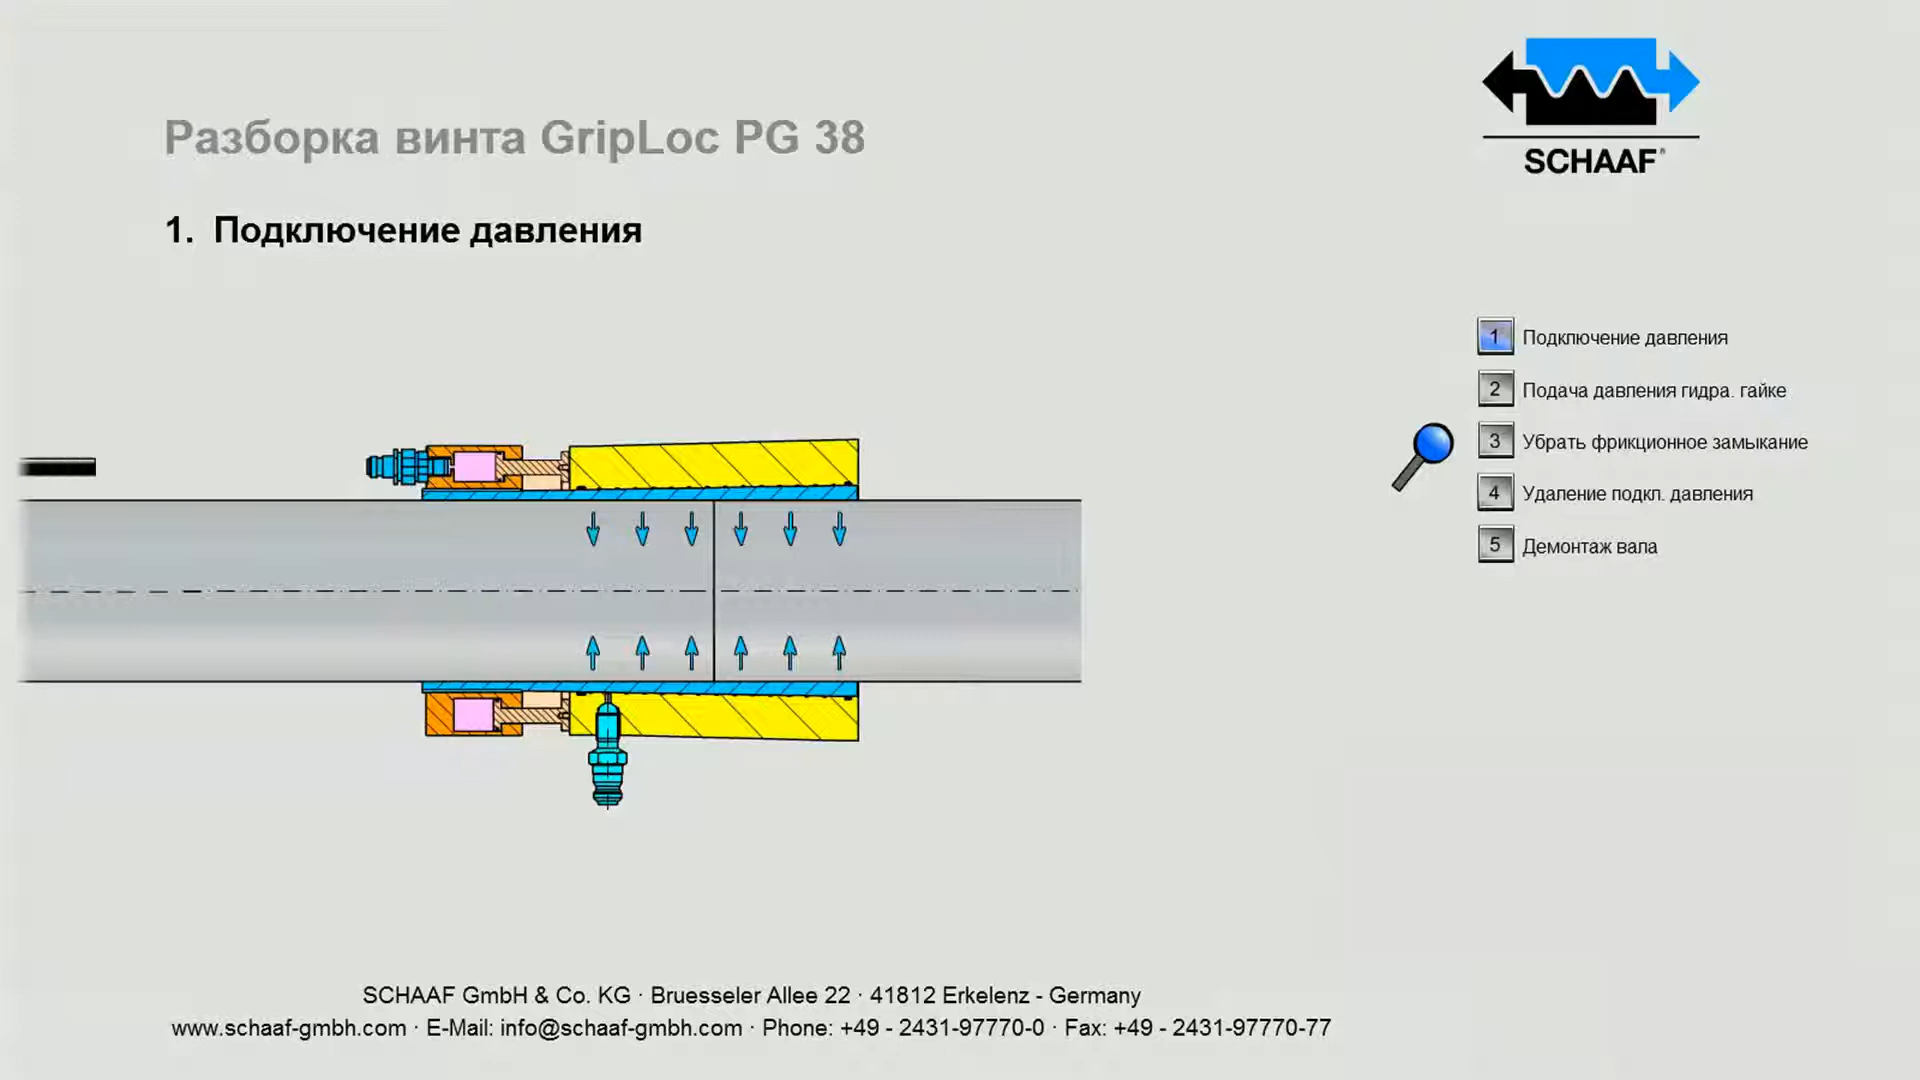 Разборка винта GripLoc PG 38
SCHAAF®
1. Подключение давления
1 Подключение давления
2 Подача давления гидра. гайке
3 Убрать фрикционное замыкание
4 Удаление подкл. давления
5 Демонтаж вала
SCHAAF GmbH & Co. KG · Bruesseler Allee 22 · 41812 Erkelenz - Germany
www.schaaf-gmbh.com · E-Mail: info@schaaf-gmbh.com · Phone: +49 - 2431-97770-0 · Fax: +49 - 2431-97770-77